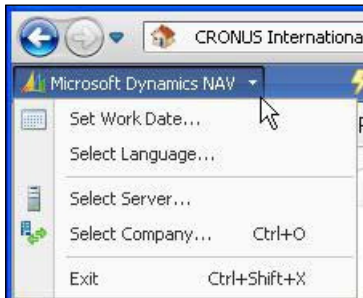 CRONUS Internationa
Microsoft Dynamics NAV
Set Work Date...
Select Language...
Select Server...
Select Company... Ctrl+O
Exit Ctrl+Shift+X